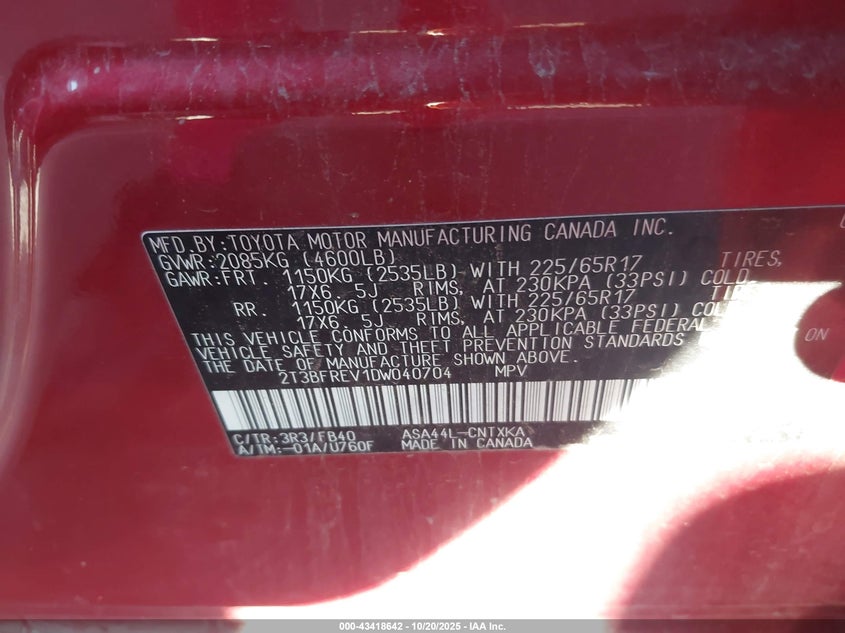 MFD. BY: TOYOTA MOTOR MANUFACTURING CANADA INC.
GVWR: 2085KG (4600LB)
GAWR: FRT. 1150KG (2535LB) WITH 225/65R17 TIRES,
17X6. 5J RIMS, AT 230KPA (33PSI) COLD
RR. 1150KG (2535LB) WITH 225/65R17
17X6. 5J RIMS, AT 230KPA (33PSI)
THIS VEHICLE CONFORMS TO ALL APPLICABLE FEDERAL
VEHICLE SAFETY AND THEFT PREVENTION STANDARDS ON
THE DATE OF MANUFACTURE SHOWN ABOVE.
2T3BFREV1DW040704 MPV
C/TR: 3R3/FB40 ASA44L-CNTXKA
A/TM: -01A/U760F MADE IN CANADA
000-43418642 - 10/20/2025 - IAA Inc.